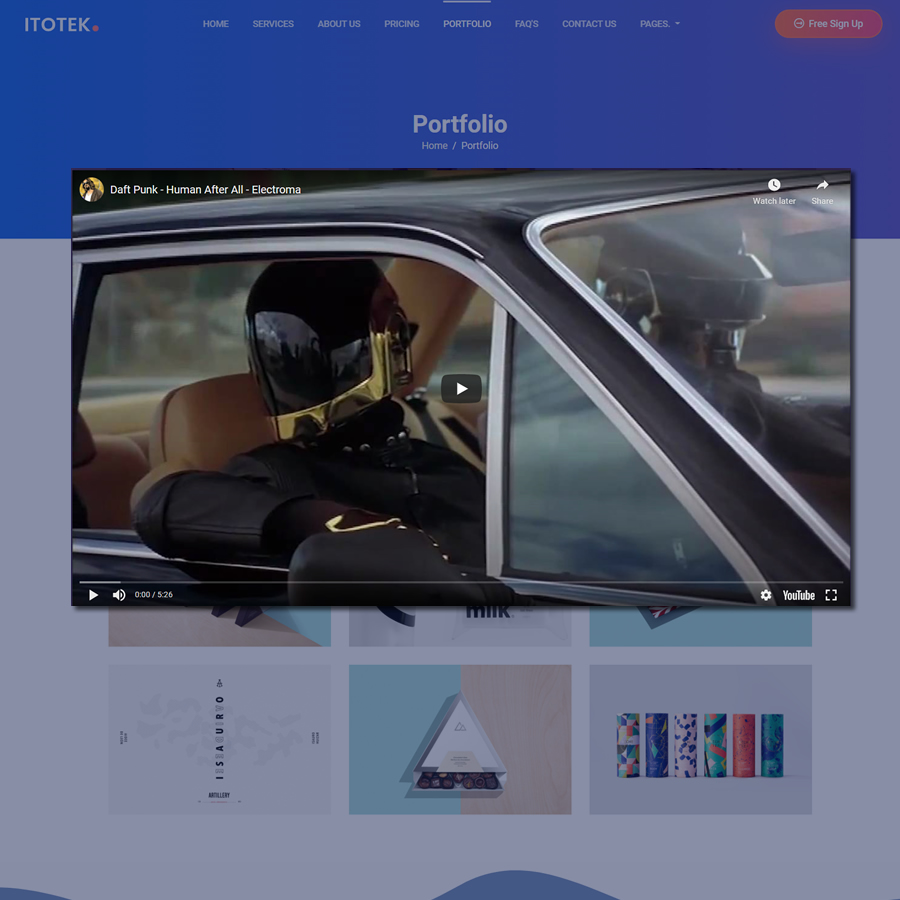 ITOTEK.
HOME SERVICES ABOUT US PRICING PORTFOLIO FAQ'S CONTACT US PAGES.
Free Sign Up
Portfolio
Home / Portfolio
Daft Punk - Human After All - Electroma
Watch later
Share
0:00 / 5:26
YouTube
milk
ISAURO
ARTILLERY